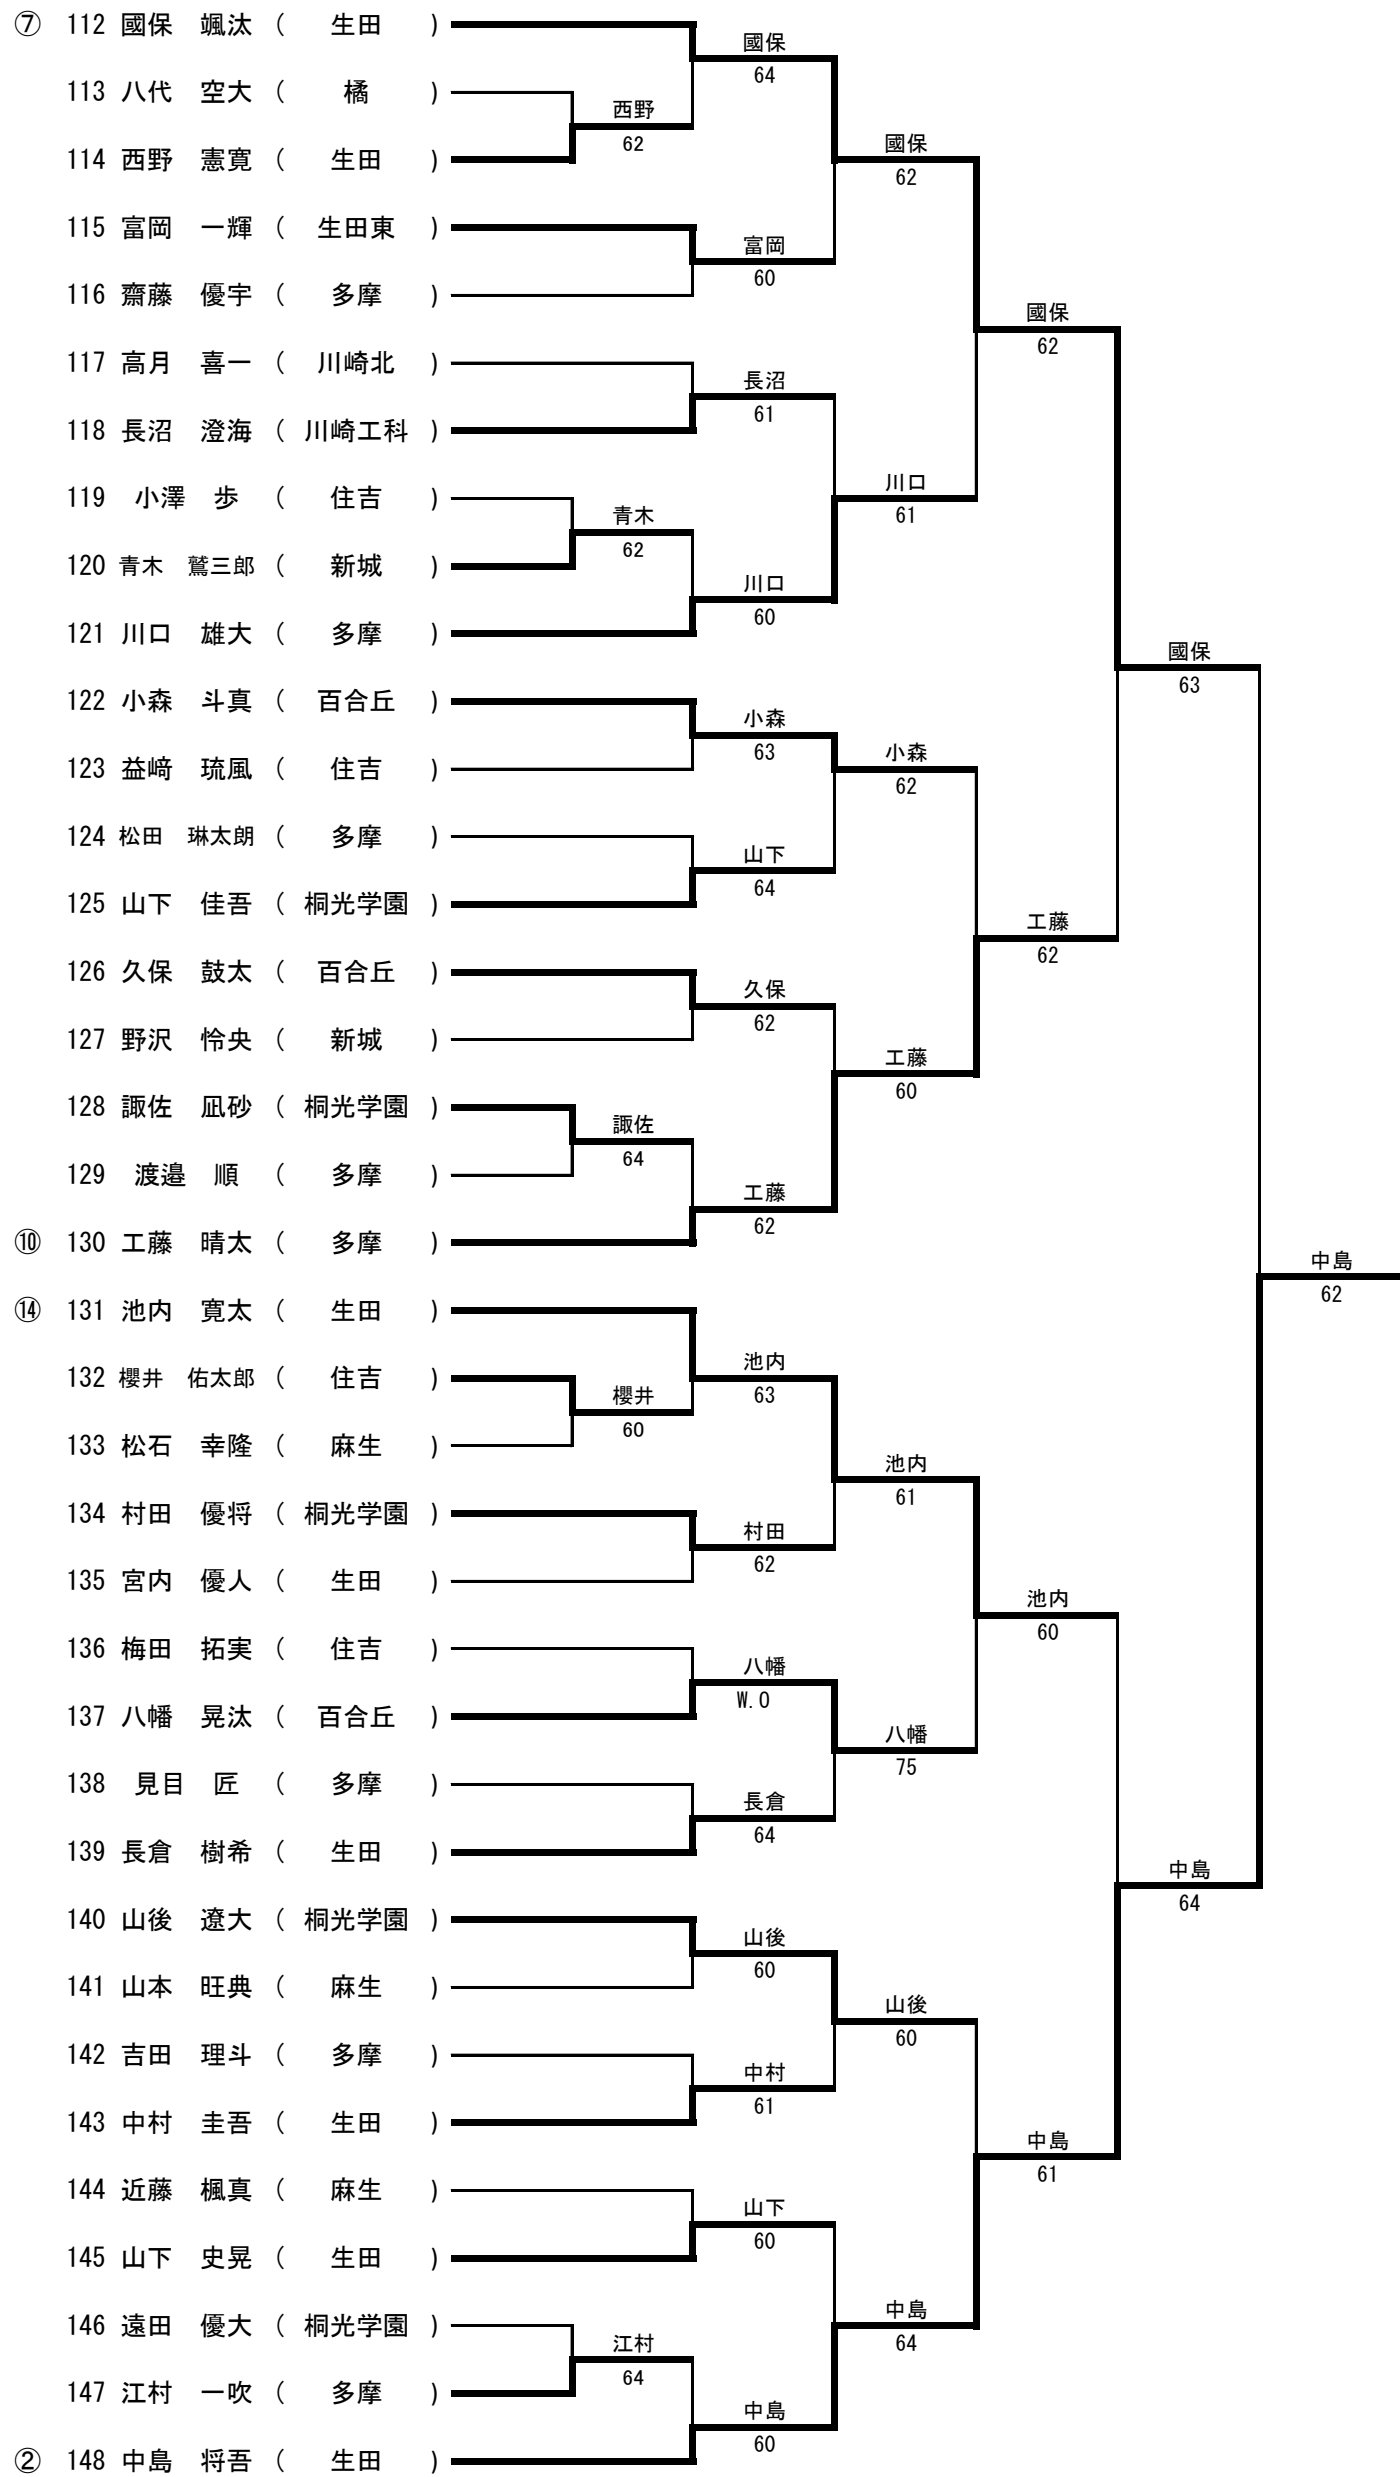 ⑦ 112 國保 颯汰 ( 生田 )
國保
64
113 八代 空大 ( 橘 )
西野
62
114 西野 憲寛 ( 生田 )
國保
62
115 富岡 一輝 ( 生田東 )
富岡
60
116 齋藤 優宇 ( 多摩 )
國保
62
117 高月 喜一 ( 川崎北 )
長沼
61
118 長沼 澄海 ( 川崎工科 )
川口
61
119 小澤 歩 ( 住吉 )
青木
62
120 青木 鷲三郎 ( 新城 )
川口
60
121 川口 雄大 ( 多摩 )
國保
63
122 小森 斗真 ( 百合丘 )
小森
63
123 益﨑 琉風 ( 住吉 )
小森
62
124 松田 琳太朗 ( 多摩 )
山下
64
125 山下 佳吾 ( 桐光学園 )
工藤
62
126 久保 鼓太 ( 百合丘 )
久保
62
127 野沢 怜央 ( 新城 )
工藤
60
128 諏佐 凪砂 ( 桐光学園 )
諏佐
64
129 渡邉 順 ( 多摩 )
工藤
62
⑩ 130 工藤 晴太 ( 多摩 )
中島
62
⑭ 131 池内 寛太 ( 生田 )
池内
63
132 櫻井 佑太郎 ( 住吉 )
櫻井
60
133 松石 幸隆 ( 麻生 )
池内
61
134 村田 優将 ( 桐光学園 )
村田
62
135 宮内 優人 ( 生田 )
池内
60
136 梅田 拓実 ( 住吉 )
八幡
W.O
137 八幡 晃汰 ( 百合丘 )
八幡
75
138 見目 匠 ( 多摩 )
長倉
64
139 長倉 樹希 ( 生田 )
中島
64
140 山後 遼大 ( 桐光学園 )
山後
60
141 山本 旺典 ( 麻生 )
山後
60
142 吉田 理斗 ( 多摩 )
中村
61
143 中村 圭吾 ( 生田 )
中島
61
144 近藤 楓真 ( 麻生 )
山下
60
145 山下 史晃 ( 生田 )
中島
64
146 遠田 優大 ( 桐光学園 )
江村
64
147 江村 一吹 ( 多摩 )
中島
60
② 148 中島 将吾 ( 生田 )